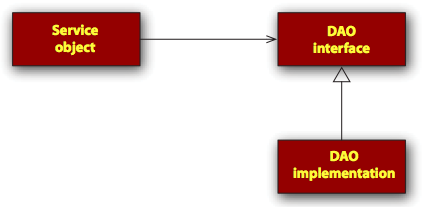 Service
object
DAO
interface
DAO
implementation